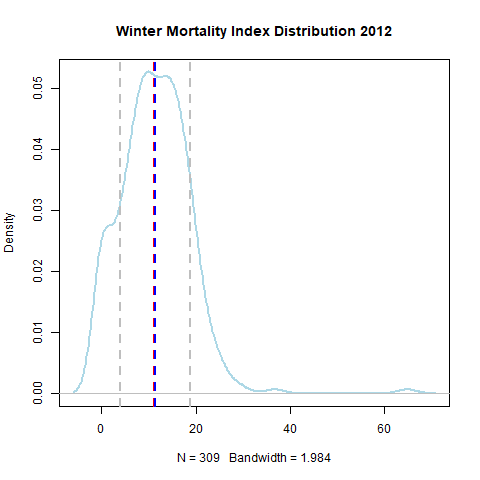 Winter Mortality Index Distribution 2012
Density
0.05
0.04
0.03
0.02
0.01
0.00
0 20 40 60
N = 309 Bandwidth = 1.984